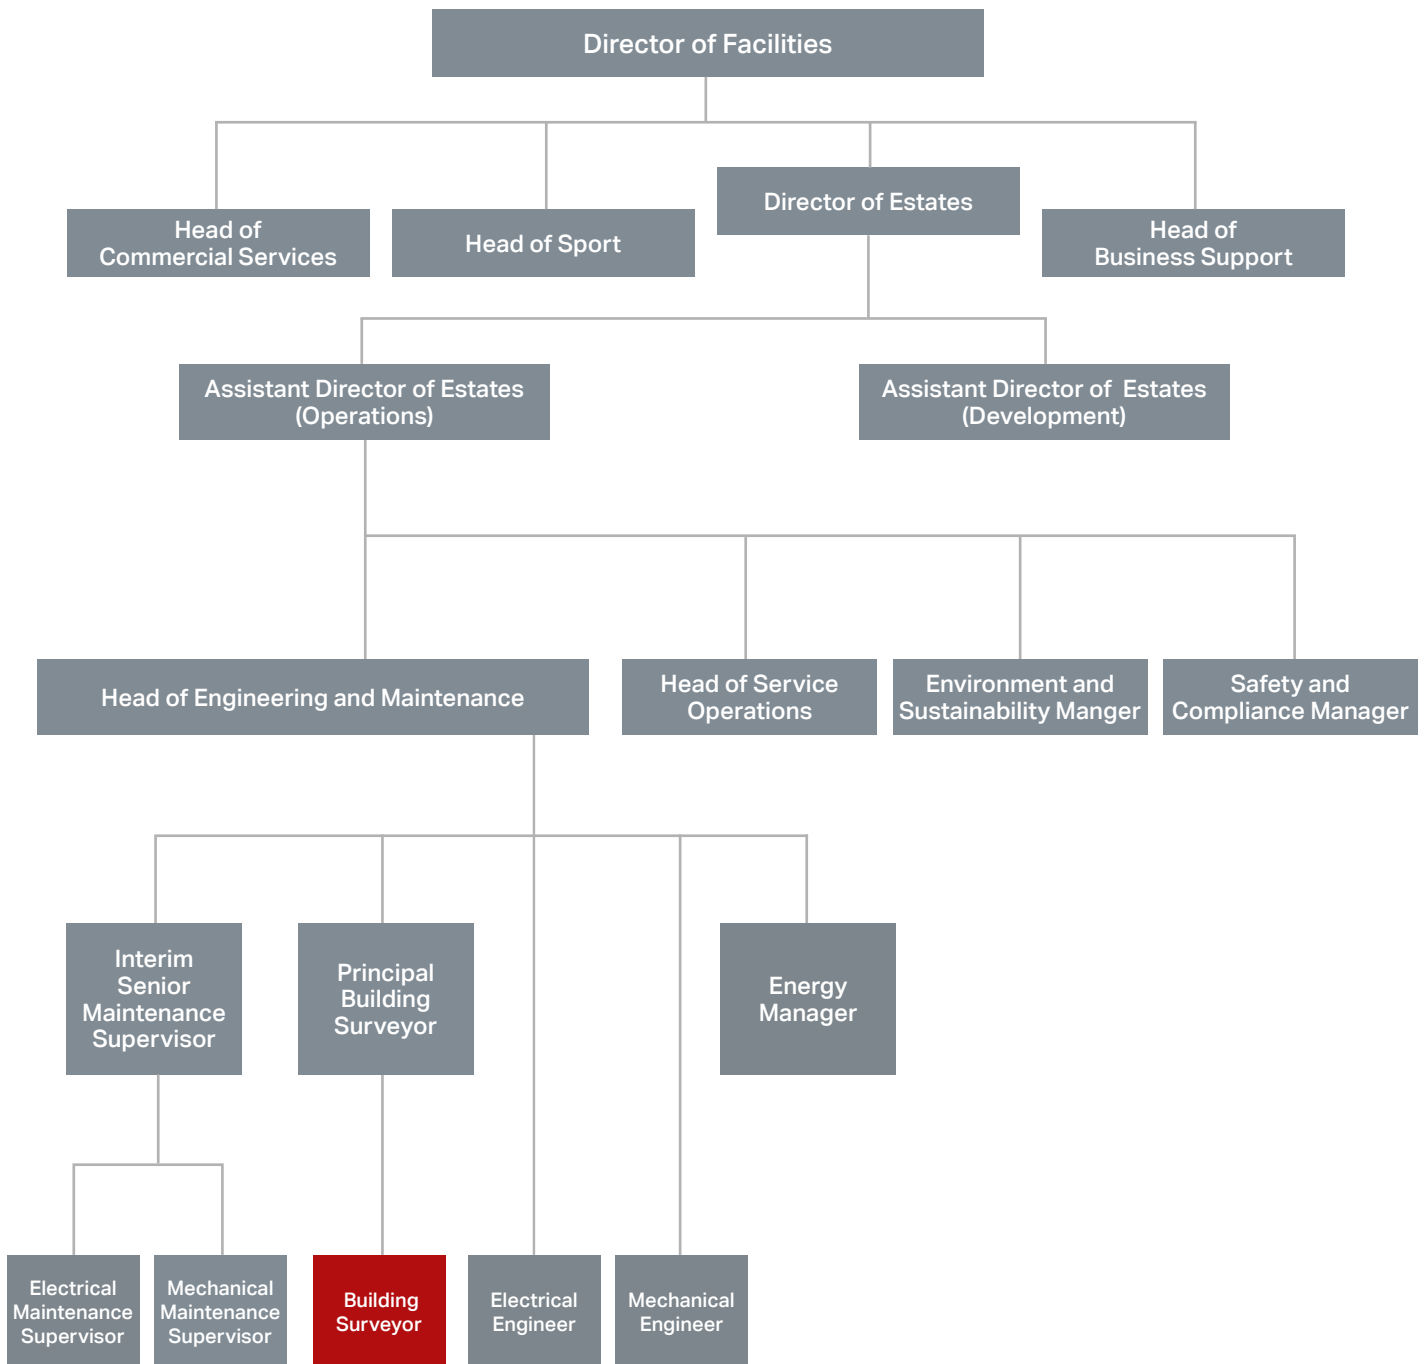 Director of Facilities
Head of
Commercial Services
Head of Sport
Director of Estates
Head of
Business Support
Assistant Director of Estates
(Operations)
Assistant Director of  Estates
(Development)
Head of Engineering and Maintenance
Head of Service
Operations
Environment and
Sustainability Manger
Safety and
Compliance Manager
Interim
Senior
Maintenance
Supervisor
Principal
Building
Surveyor
Energy
Manager
Electrical
Maintenance
Supervisor
Mechanical
Maintenance
Supervisor
Building
Surveyor
Electrical
Engineer
Mechanical
Engineer